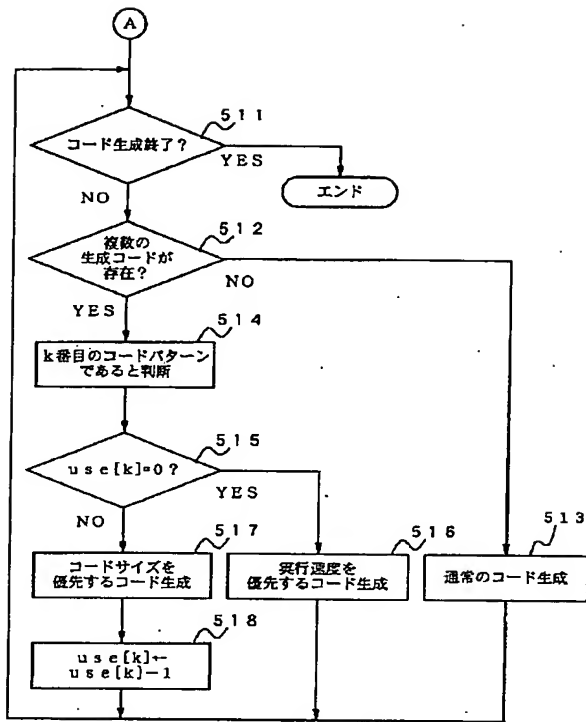 A
511
コード生成終了?
YES
エンド
NO
512
複数の
生成コードが
存在?
NO
YES
514
k番目のコードパターン
であると判断
515
use[k]=0?
YES
NO
517
516
513
コードサイズを
優先するコード生成
実行速度を
優先するコード生成
通常のコード生成
518
use[k]←
use[k]-1